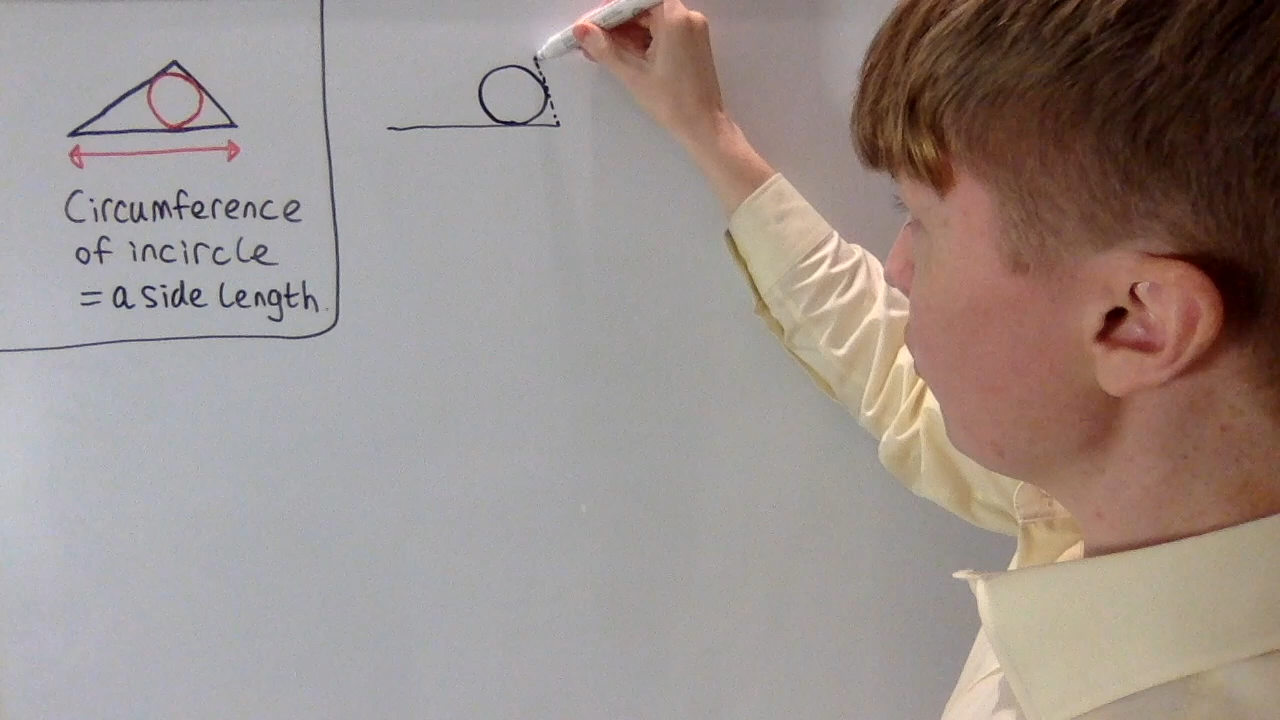 Circumference
of incircle
= a side length.